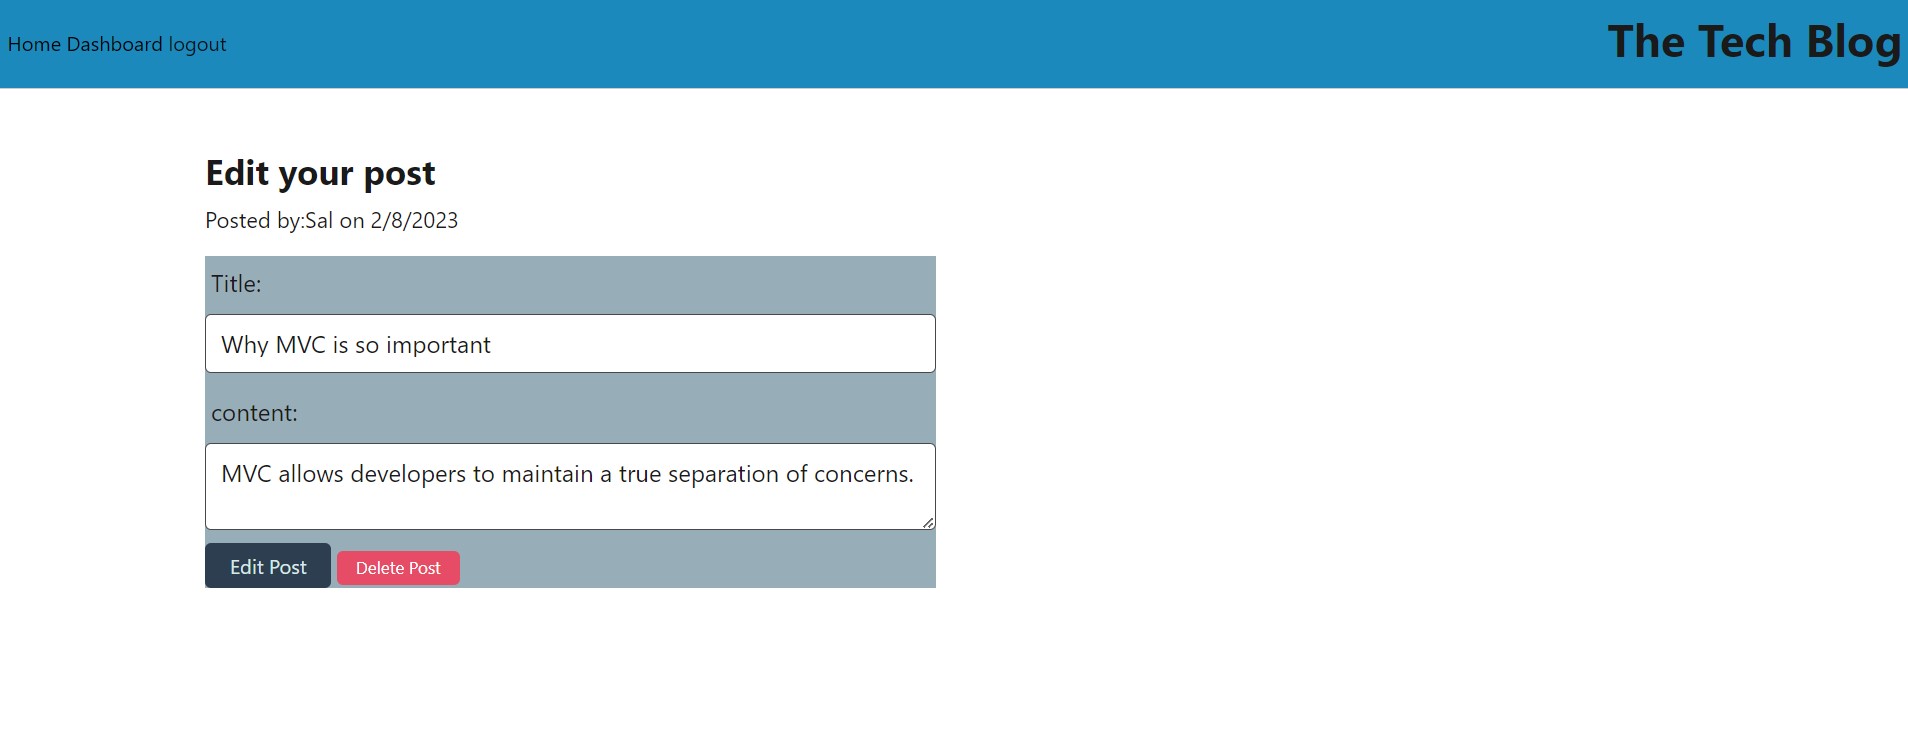 Home Dashboard logout
The Tech Blog
Edit your post
Posted by:Sal on 2/8/2023
Title:
Why MVC is so important
content:
MVC allows developers to maintain a true separation of concerns.
Edit Post Delete Post